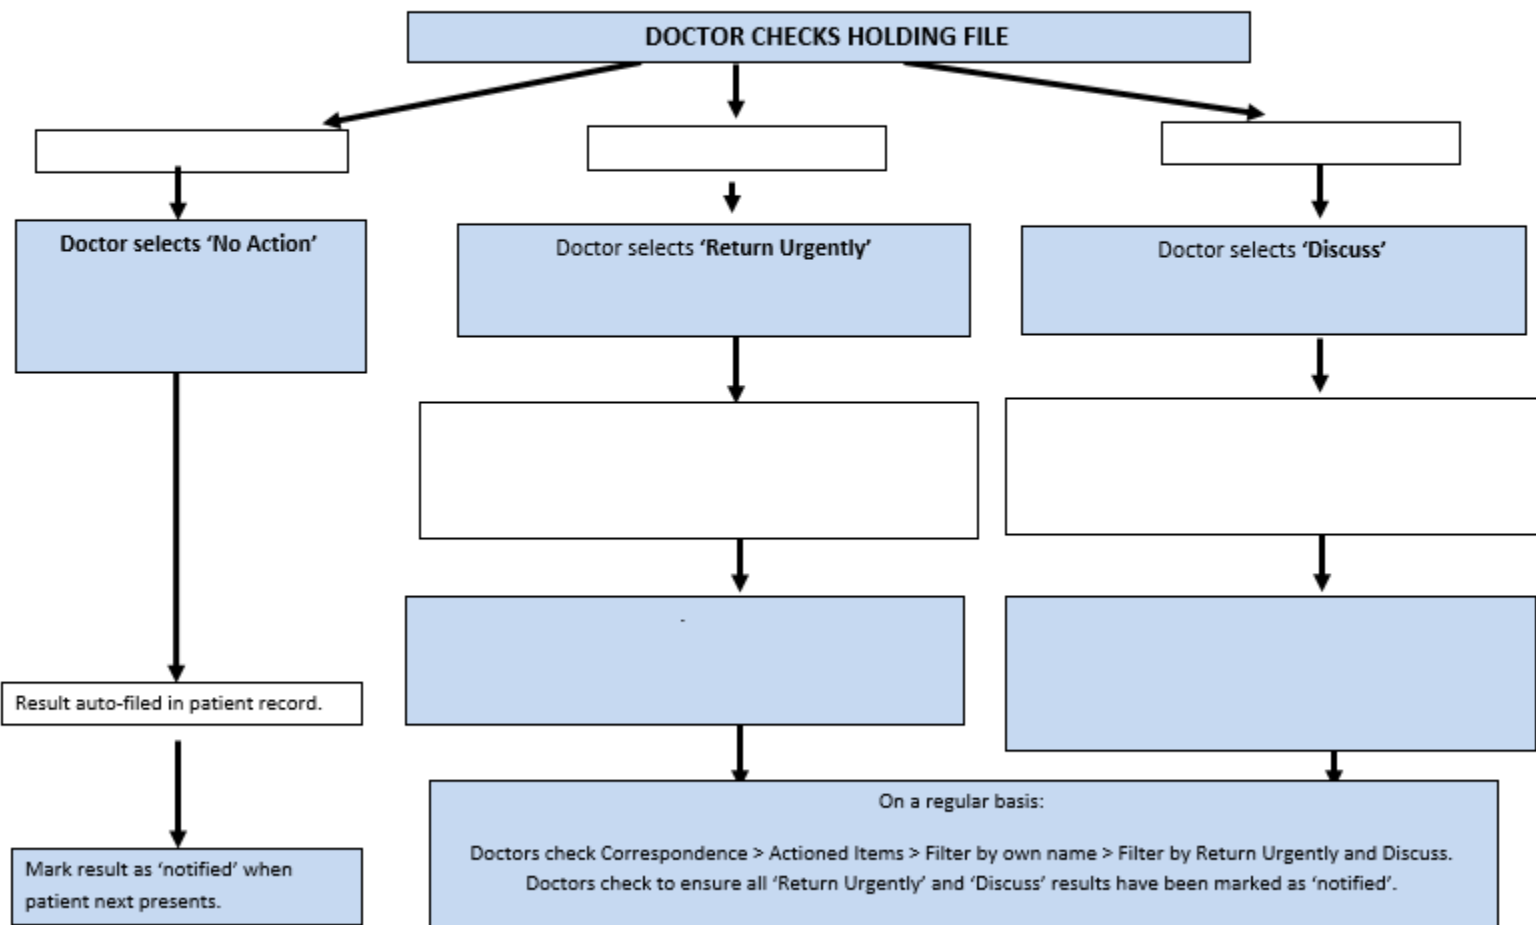 DOCTOR CHECKS HOLDING FILE
Doctor selects ‘No Action’
Doctor selects ‘Return Urgently’
Doctor selects ‘Discuss’
-
Result auto-filed in patient record.
Mark result as ‘notified’ when
patient next presents.
On a regular basis:
Doctors check Correspondence > Actioned Items > Filter by own name > Filter by Return Urgently and Discuss.
Doctors check to ensure all ‘Return Urgently’ and ‘Discuss’ results have been marked as ‘notified’.